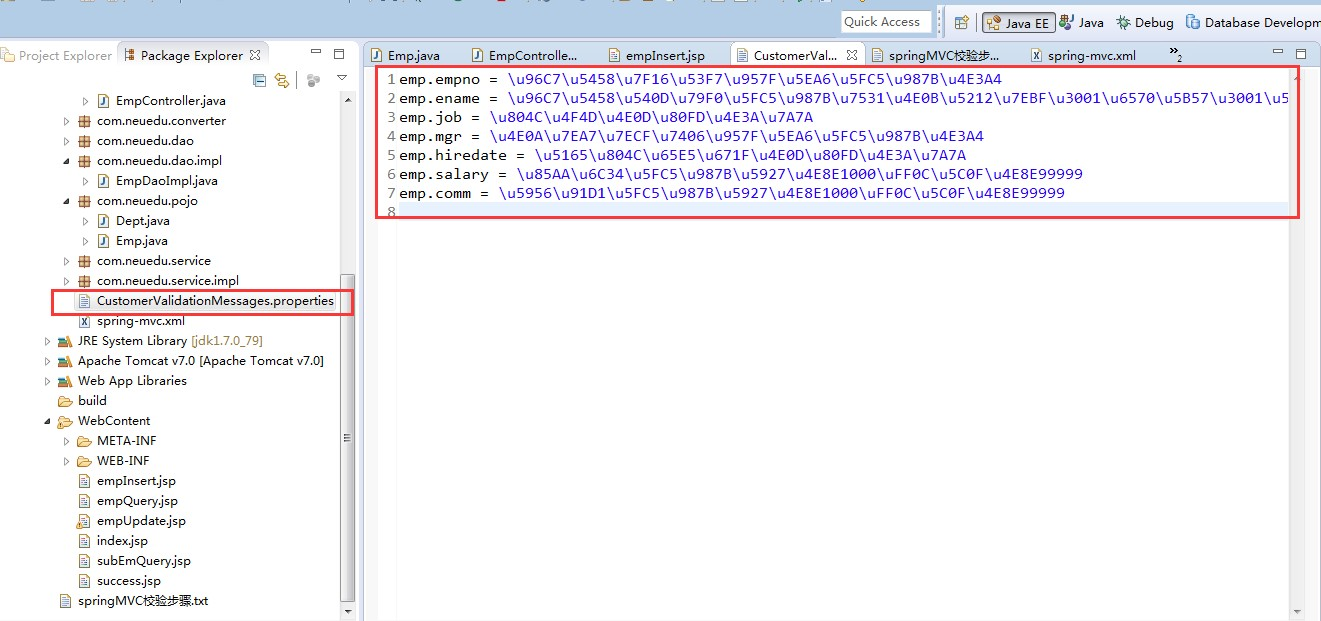 Quick Access
Java EE
Java
Debug
Database Developm
Project Explorer
Package Explorer
EmpController.java
com.neuedu.converter
com.neuedu.dao
com.neuedu.dao.impl
EmpDaoImpl.java
com.neuedu.pojo
Dept.java
Emp.java
com.neuedu.service
com.neuedu.service.impl
CustomerValidationMessages.properties
spring-mvc.xml
JRE System Library [jdk1.7.0_79]
Apache Tomcat v7.0 [Apache Tomcat v7.0]
Web App Libraries
build
WebContent
META-INF
WEB-INF
empInsert.jsp
empQuery.jsp
empUpdate.jsp
index.jsp
subEmQuery.jsp
success.jsp
springMVC校验步骤.txt
Emp.java
EmpControlle...
empInsert.jsp
CustomerVal...
springMVC校验步...
spring-mvc.xml
»2
1 emp.empno = \u96C7\u5458\u7F16\u53F7\u957F\u5EA6\u5FC5\u987B\u4E3A4
2 emp.ename = \u96C7\u5458\u540D\u79F0\u5FC5\u987B\u7531\u4E0B\u5212\u7EBF\u3001\u6570\u5B57\u3001\u5
3 emp.job = \u804C\u4F4D\u4E0D\u80FD\u4E3A\u7A7A
4 emp.mgr = \u4E0A\u7EA7\u7ECF\u7406\u957F\u5EA6\u5FC5\u987B\u4E3A4
5 emp.hiredate = \u5165\u804C\u65E5\u671F\u4E0D\u80FD\u4E3A\u7A7A
6 emp.salary = \u85AA\u6C34\u5FC5\u987B\u5927\u4E8E1000\uFF0C\u5C0F\u4E8E99999
7 emp.comm = \u5956\u91D1\u5FC5\u987B\u5927\u4E8E1000\uFF0C\u5C0F\u4E8E99999
8